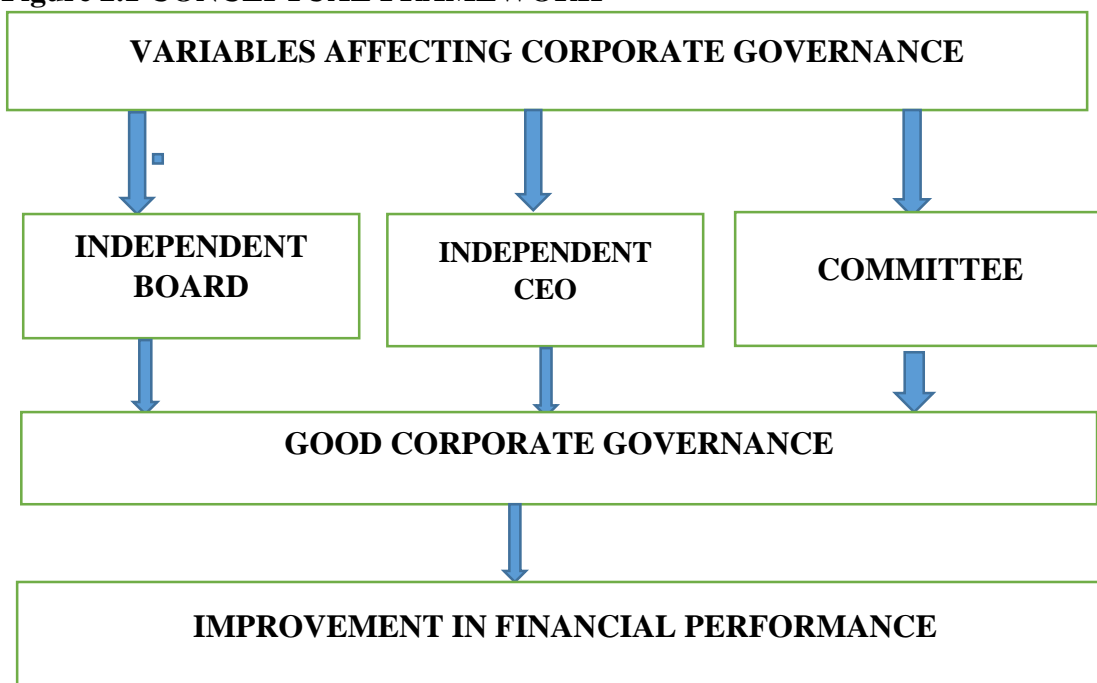 VARIABLES AFFECTING CORPORATE GOVERNANCE
INDEPENDENT
BOARD
INDEPENDENT
CEO
COMMITTEE
GOOD CORPORATE GOVERNANCE
IMPROVEMENT IN FINANCIAL PERFORMANCE